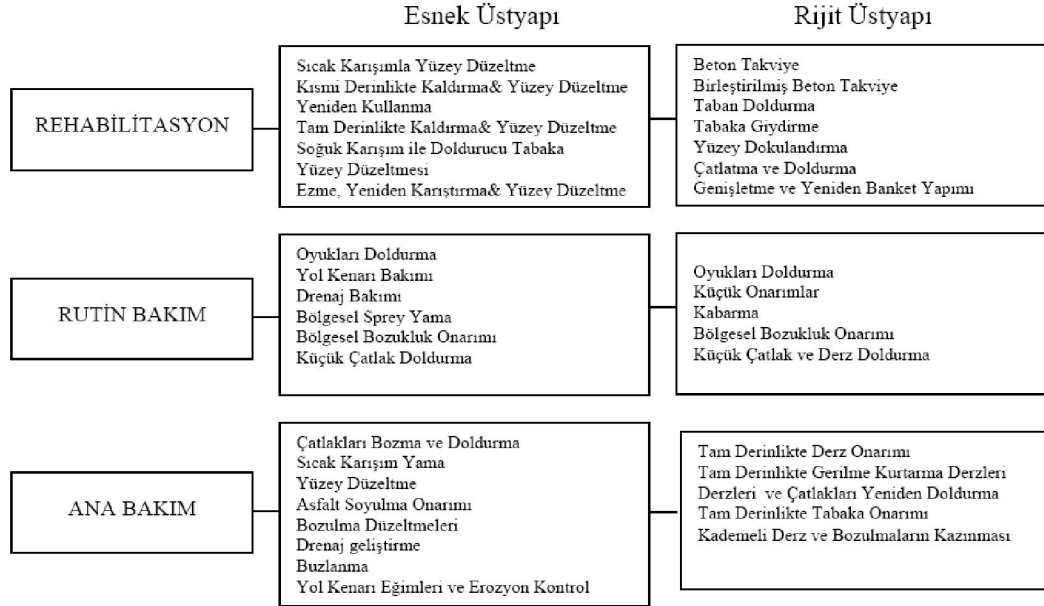 Esnek Üstyapı
Rijit Üstyapı
REHABİLİTASYON
Sıcak Karışımla Yüzey Düzeltme
Kısmi Derinlikte Kaldırma& Yüzey Düzeltme
Yeniden Kullanma
Tam Derinlikte Kaldırma& Yüzey Düzeltme
Soğuk Karışım ile Doldurucu Tabaka
Yüzey Düzeltmesi
Ezme, Yeniden Karıştırma& Yüzey Düzeltme
Beton Takviye
Birleştirilmiş Beton Takviye
Taban Doldurma
Tabaka Giydirme
Yüzey Dokulandırma
Çatlatma ve Doldurma
Genişletme ve Yeniden Banket Yapımı
RUTİN BAKIM
Oyukları Doldurma
Yol Kenarı Bakımı
Drenaj Bakımı
Bölgesel Sprey Yama
Bölgesel Bozukluk Onarımı
Küçük Çatlak Doldurma
Oyukları Doldurma
Küçük Onarımlar
Kabarma
Bölgesel Bozukluk Onarımı
Küçük Çatlak ve Derz Doldurma
ANA BAKIM
Çatlakları Bozma ve Doldurma
Sıcak Karışım Yama
Yüzey Düzeltme
Asfalt Soyulma Onarımı
Bozulma Düzeltmeleri
Drenaj geliştirme
Buzlanma
Yol Kenarı Eğimleri ve Erozyon Kontrol
Tam Derinlikte Derz Onarımı
Tam Derinlikte Gerilme Kurtarma Derzleri
Derzleri ve Çatlakları Yeniden Doldurma
Tam Derinlikte Tabaka Onarımı
Kademeli Derz ve Bozulmaların Kazınması